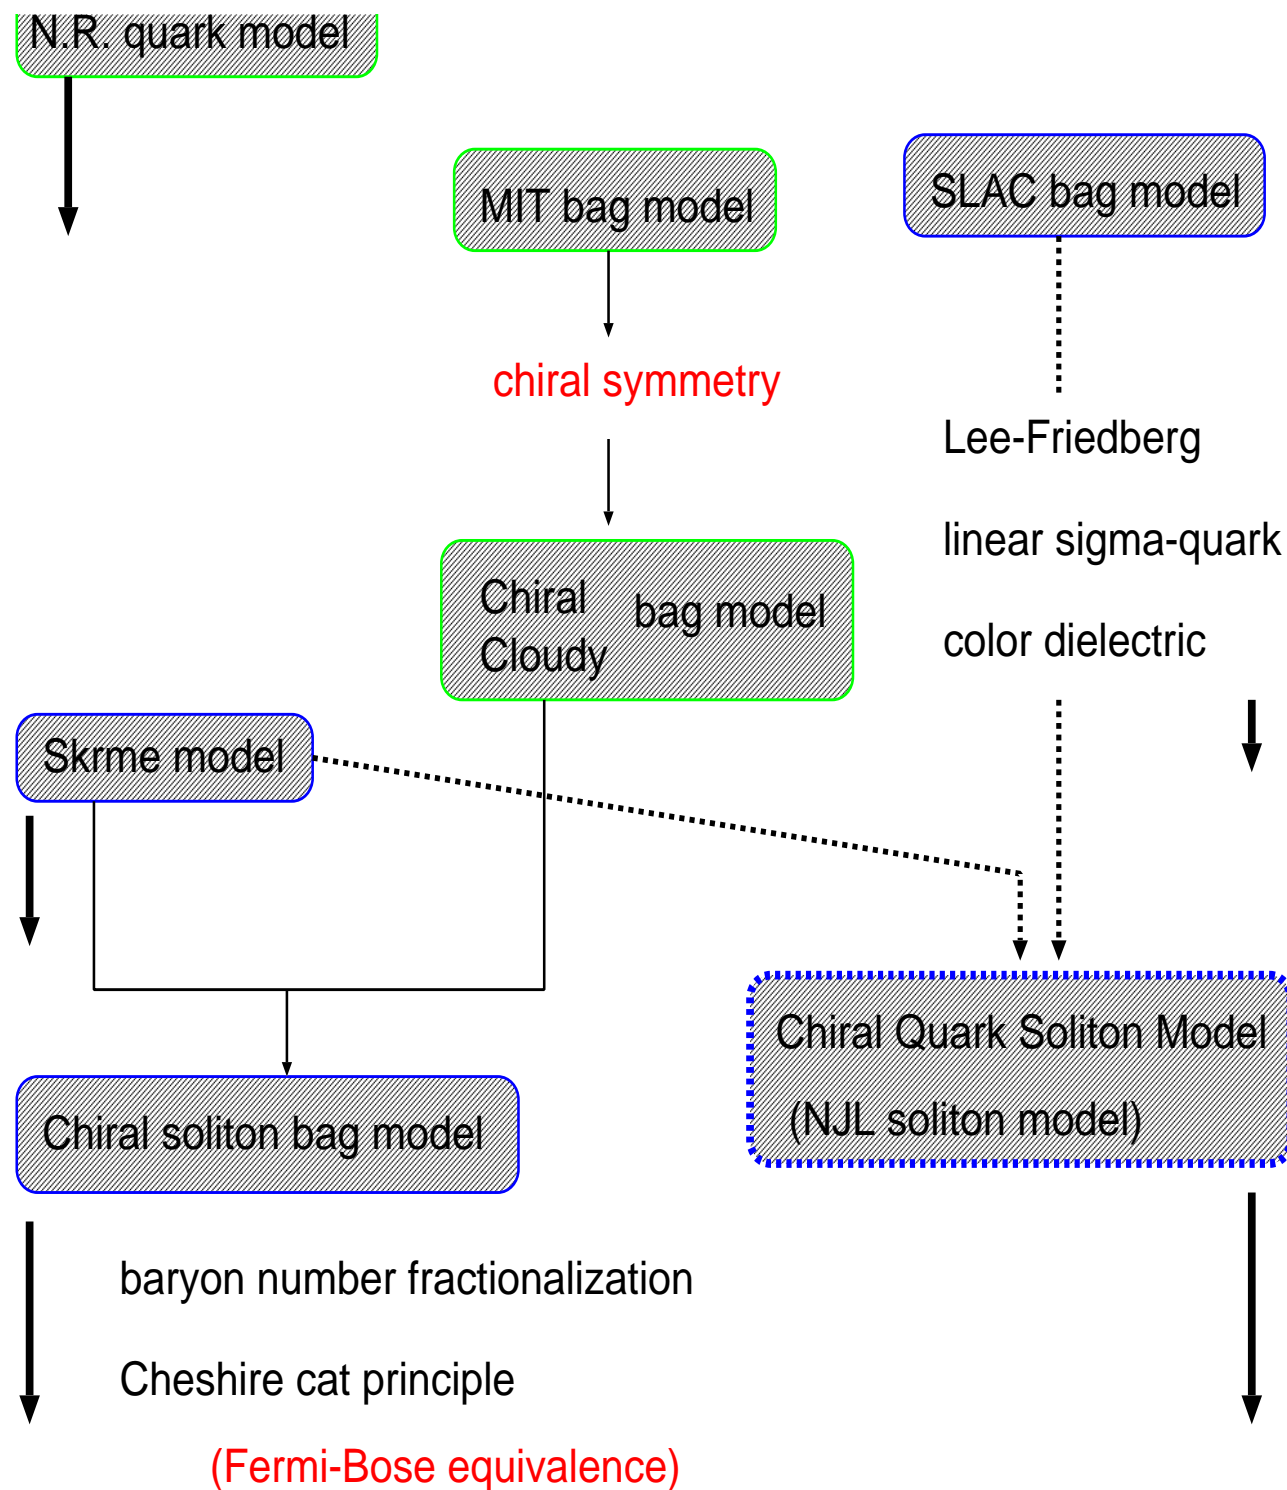 N.R. quark model
MIT bag model
SLAC bag model
chiral symmetry
Lee-Friedberg
linear sigma-quark
color dielectric
Chiral
Cloudy
bag model
Skrme model
Chiral Quark Soliton Model
(NJL soliton model)
Chiral soliton bag model
baryon number fractionalization
Cheshire cat principle
(Fermi-Bose equivalence)